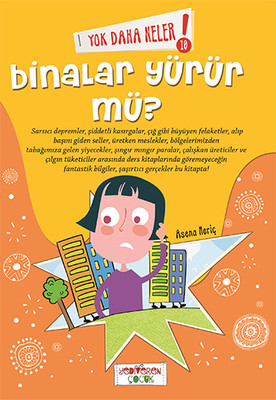 YOK DAHA NELER!
10
binalar yürür
mü?
Sarsıcı depremler, şiddetli kasırgalar, çığ gibi büyüyen felaketler, alıp
başını giden seller, üretken meslekler, bölgelerimizden
tabağımıza gelen yiyecekler, şıngır mıngır paralar, çalışkan üreticiler ve
çılgın tüketiciler arasında ders kitaplarında göremeyeceğin
fantastik bilgiler, şaşırtıcı gerçekler bu kitapta!
Asena Meriç
yediveren
ÇOCUK